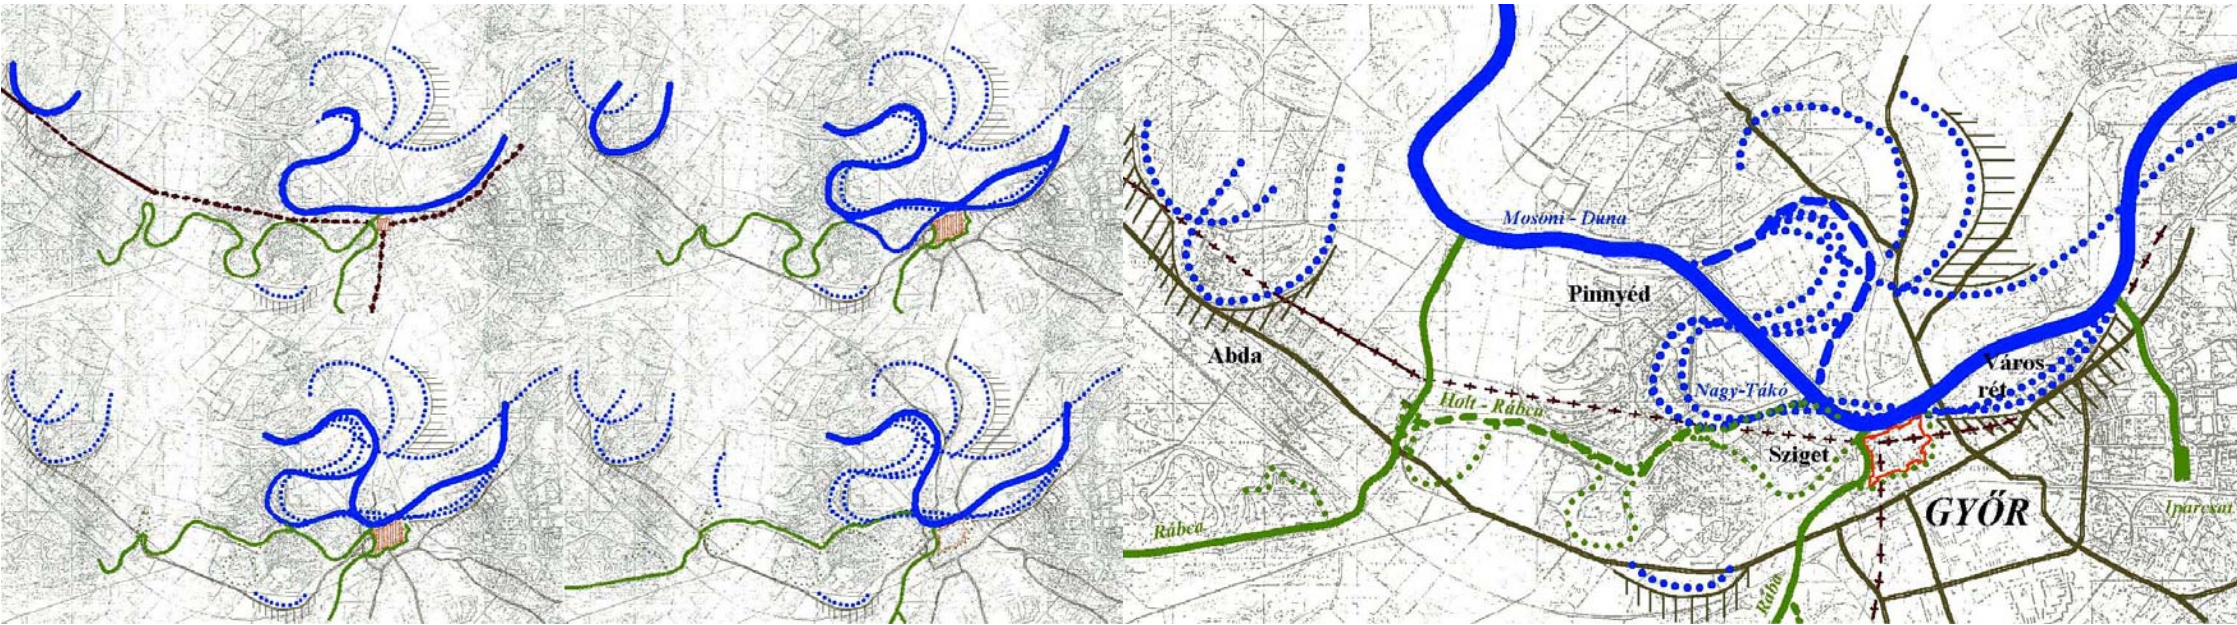 Mosoni - Duna
Pinnyéd
Abda
Város-
rét
Nagy-Tákó
Holt - Rábca
Sziget
GYŐR
Rábca
Iparcsat
Rába